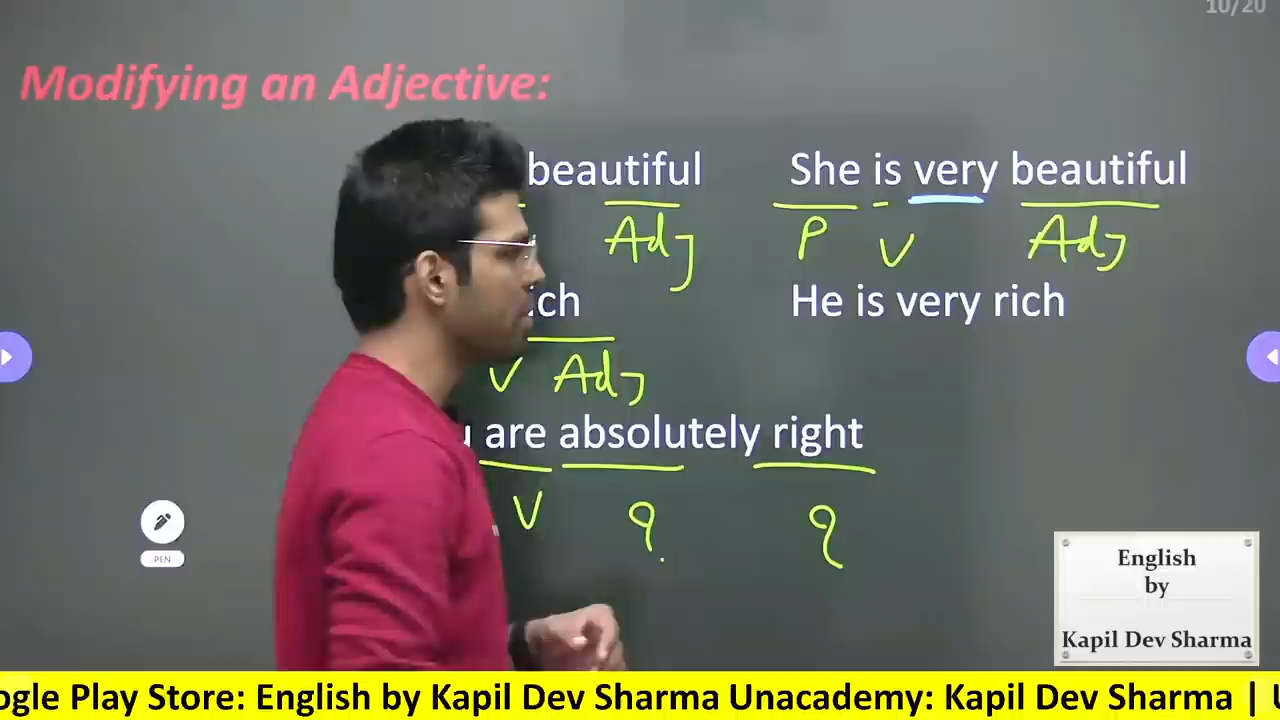 10/20
Modifying an Adjective:
beautiful She is very beautiful
Adj P V Adj
ich He is very rich
V Adj
u are absolutely right
V ? ?
PEN
English
by
Kapil Dev Sharma
ogle Play Store: English by Kapil Dev Sharma Unacademy: Kapil Dev Sharma |